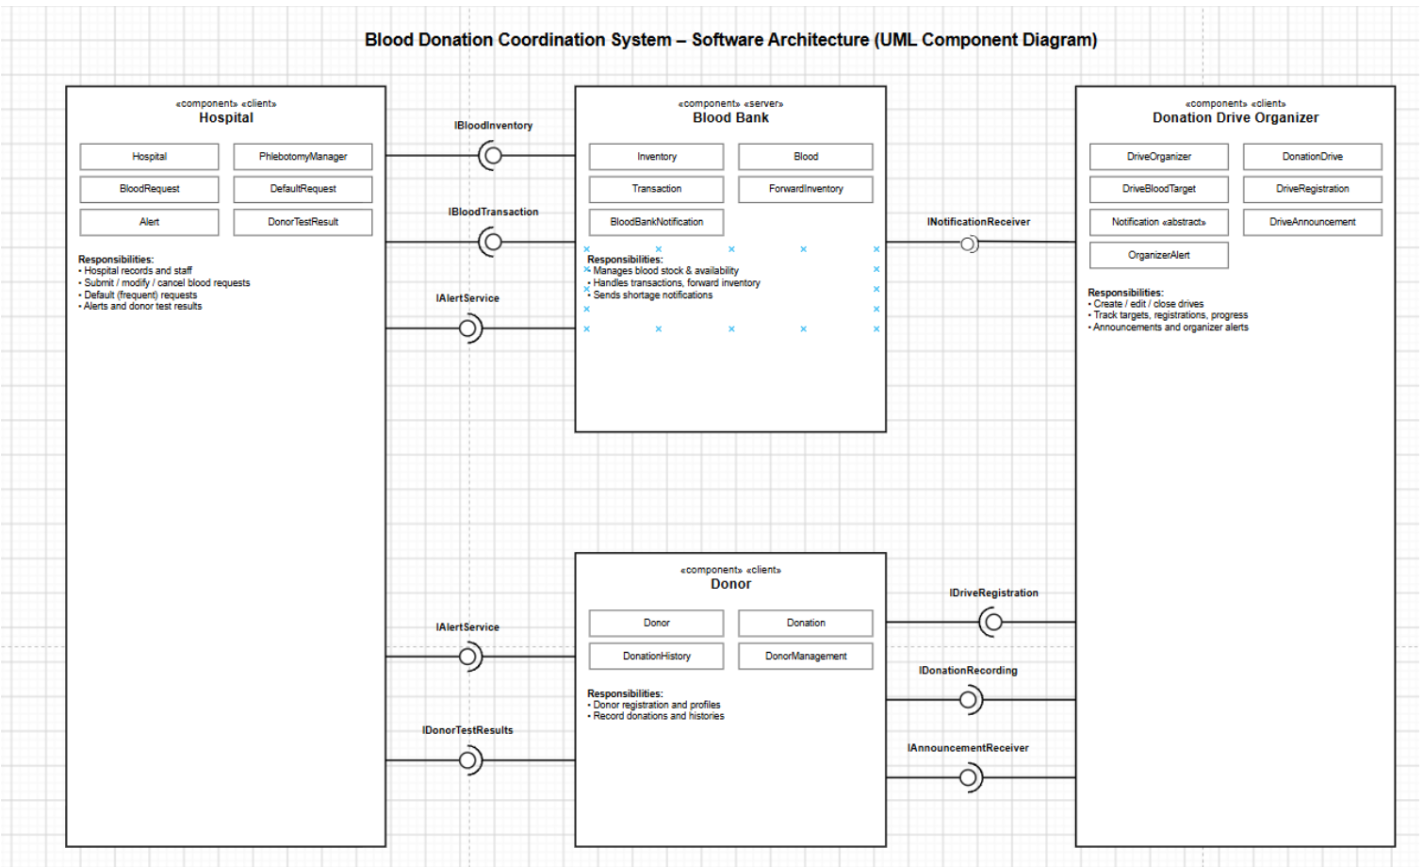 Blood Donation Coordination System – Software Architecture (UML Component Diagram)
«component» «client»
Hospital
Hospital
PhlebotomyManager
BloodRequest
DefaultRequest
Alert
DonorTestResult
Responsibilities:
• Hospital records and staff
• Submit / modify / cancel blood requests
• Default (frequent) requests
• Alerts and donor test results
IBloodInventory
IBloodTransaction
IAlertService
«component» «server»
Blood Bank
Inventory
Blood
Transaction
ForwardInventory
BloodBankNotification
Responsibilities:
• Manages blood stock & availability
• Handles transactions, forward inventory
• Sends shortage notifications
INotificationReceiver
«component» «client»
Donation Drive Organizer
DriveOrganizer
DonationDrive
DriveBloodTarget
DriveRegistration
Notification «abstract»
DriveAnnouncement
OrganizerAlert
Responsibilities:
• Create / edit / close drives
• Track targets, registrations, progress
• Announcements and organizer alerts
IAlertService
IDonorTestResults
«component» «client»
Donor
Donor
Donation
DonationHistory
DonorManagement
Responsibilities:
• Donor registration and profiles
• Record donations and histories
IDriveRegistration
IDonationRecording
IAnnouncementReceiver